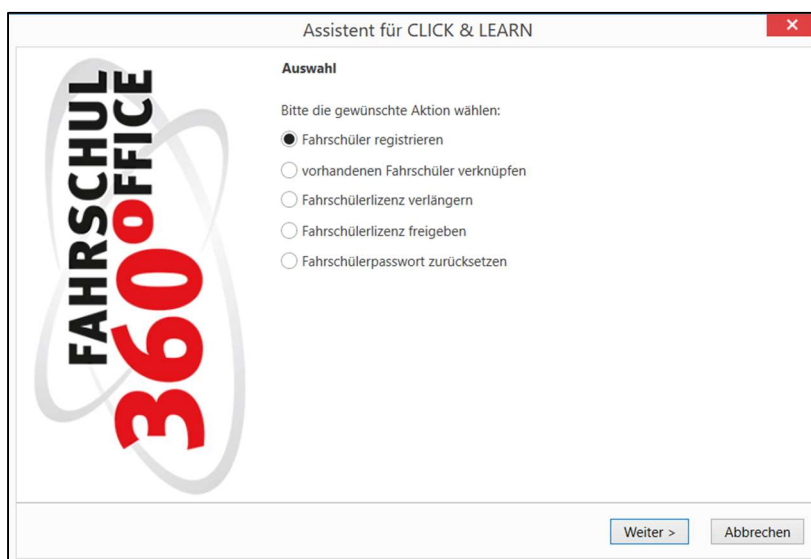 Assistent für CLICK & LEARN
FAHRSCHUL
360°OFFICE
Auswahl
Bitte die gewünschte Aktion wählen:
Fahrschüler registrieren
vorhandenen Fahrschüler verknüpfen
Fahrschülerlizenz verlängern
Fahrschülerlizenz freigeben
Fahrschülerpasswort zurücksetzen
Weiter > Abbrechen